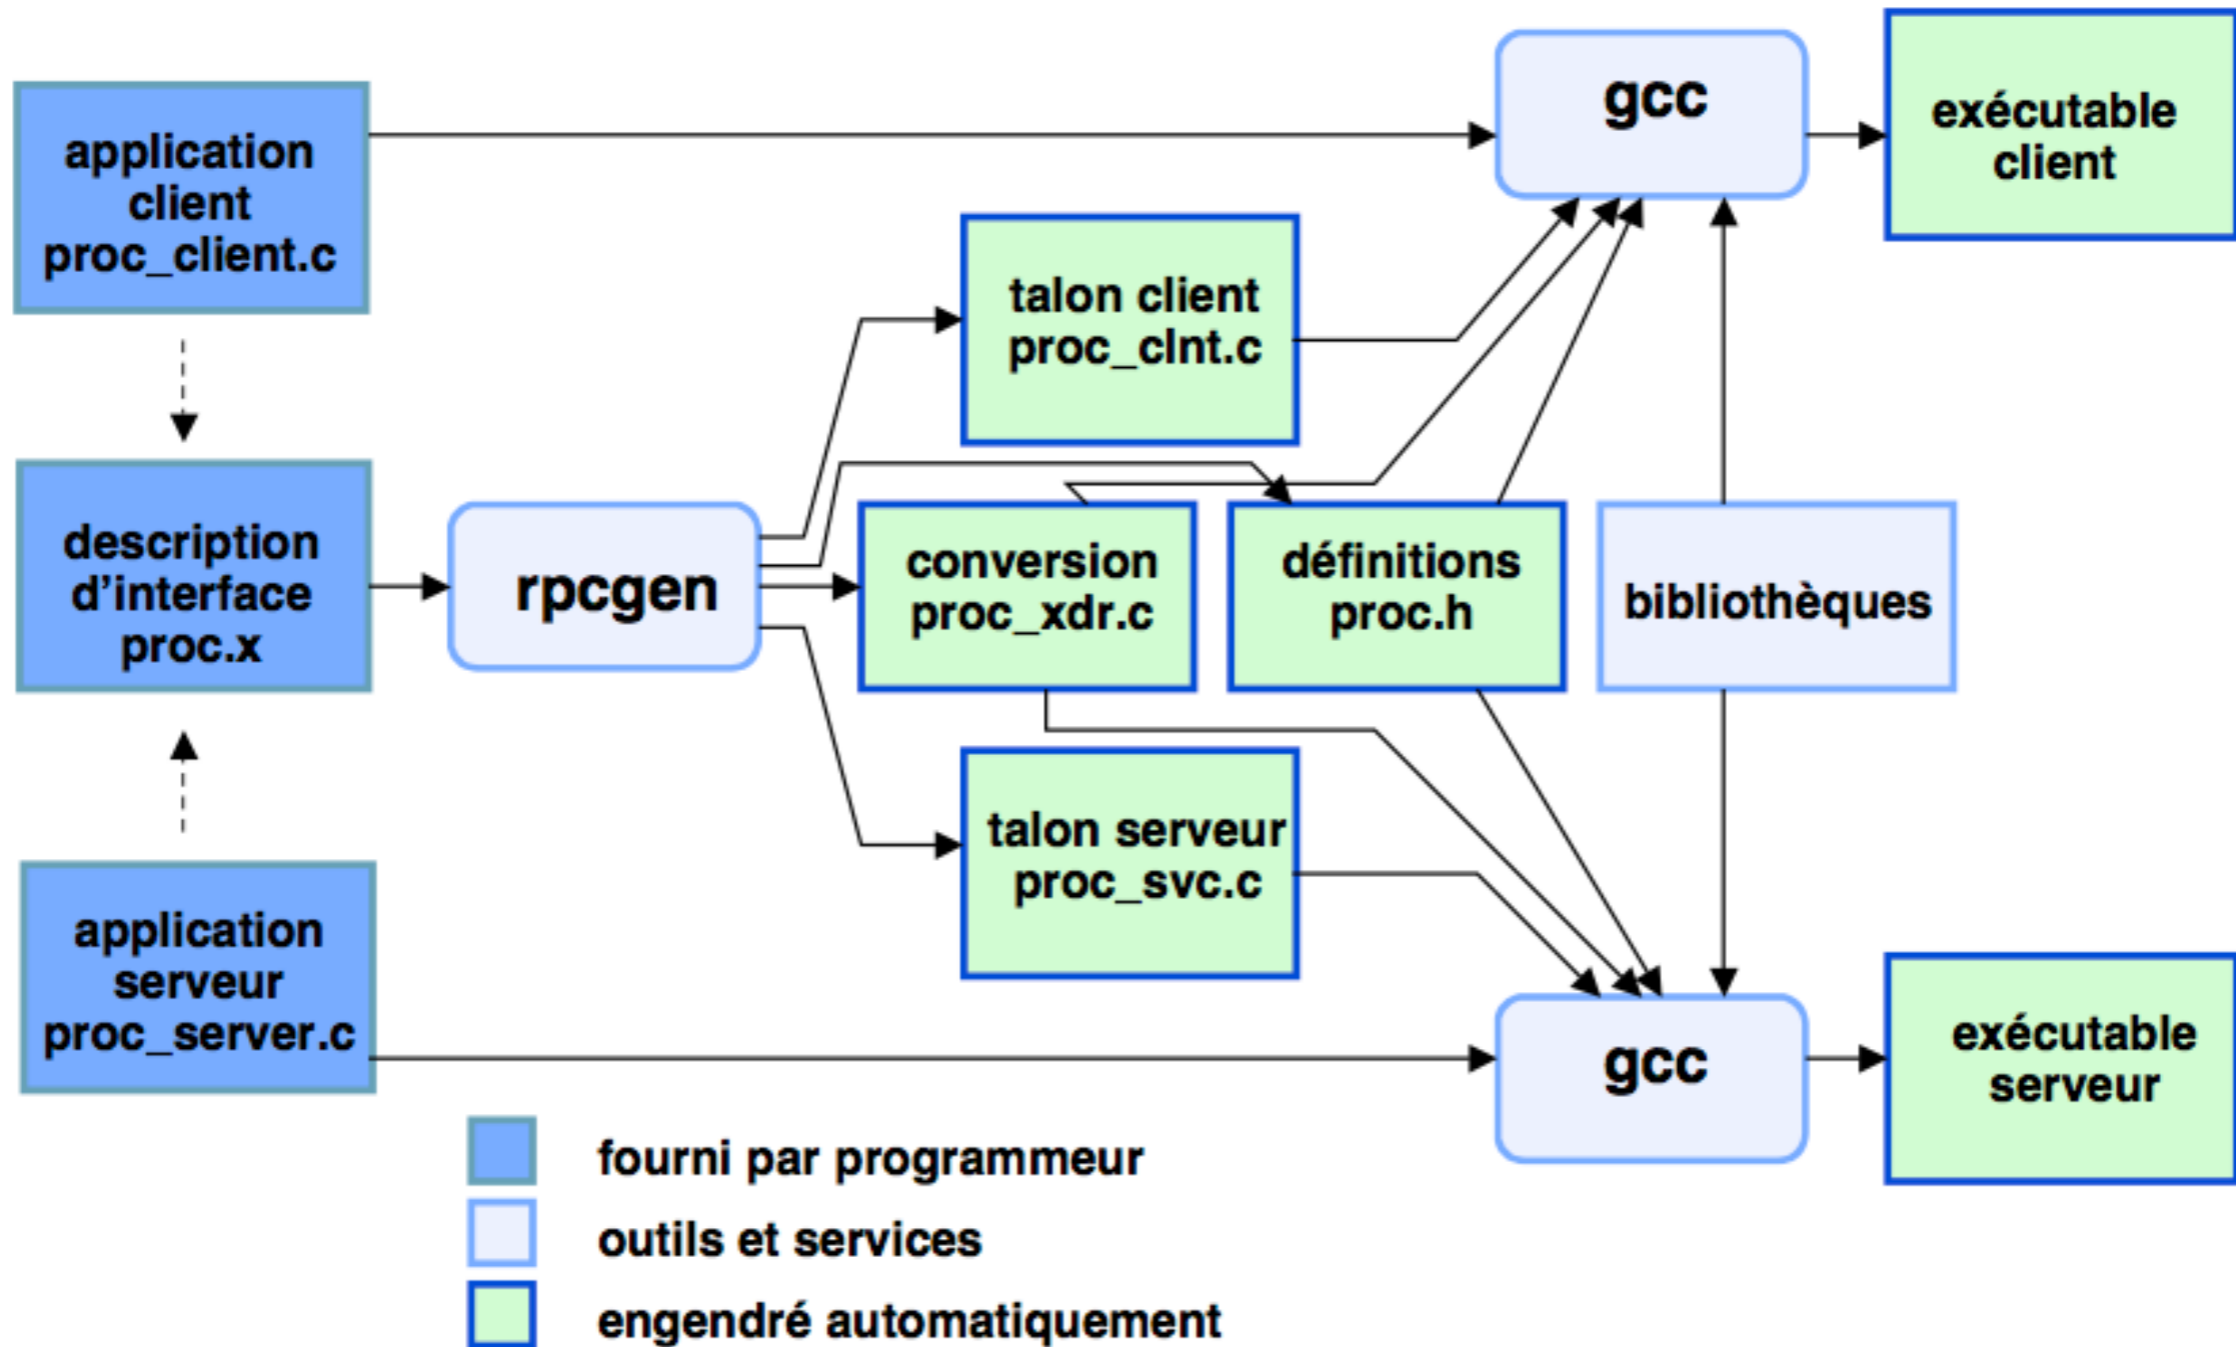 application
client
proc_client.c
gcc
exécutable
client
talon client
proc_clnt.c
description
d'interface
proc.x
rpcgen
conversion
proc_xdr.c
définitions
proc.h
bibliothèques
talon serveur
proc_svc.c
application
serveur
proc_server.c
gcc
exécutable
serveur
fourni par programmeur
outils et services
engendré automatiquement